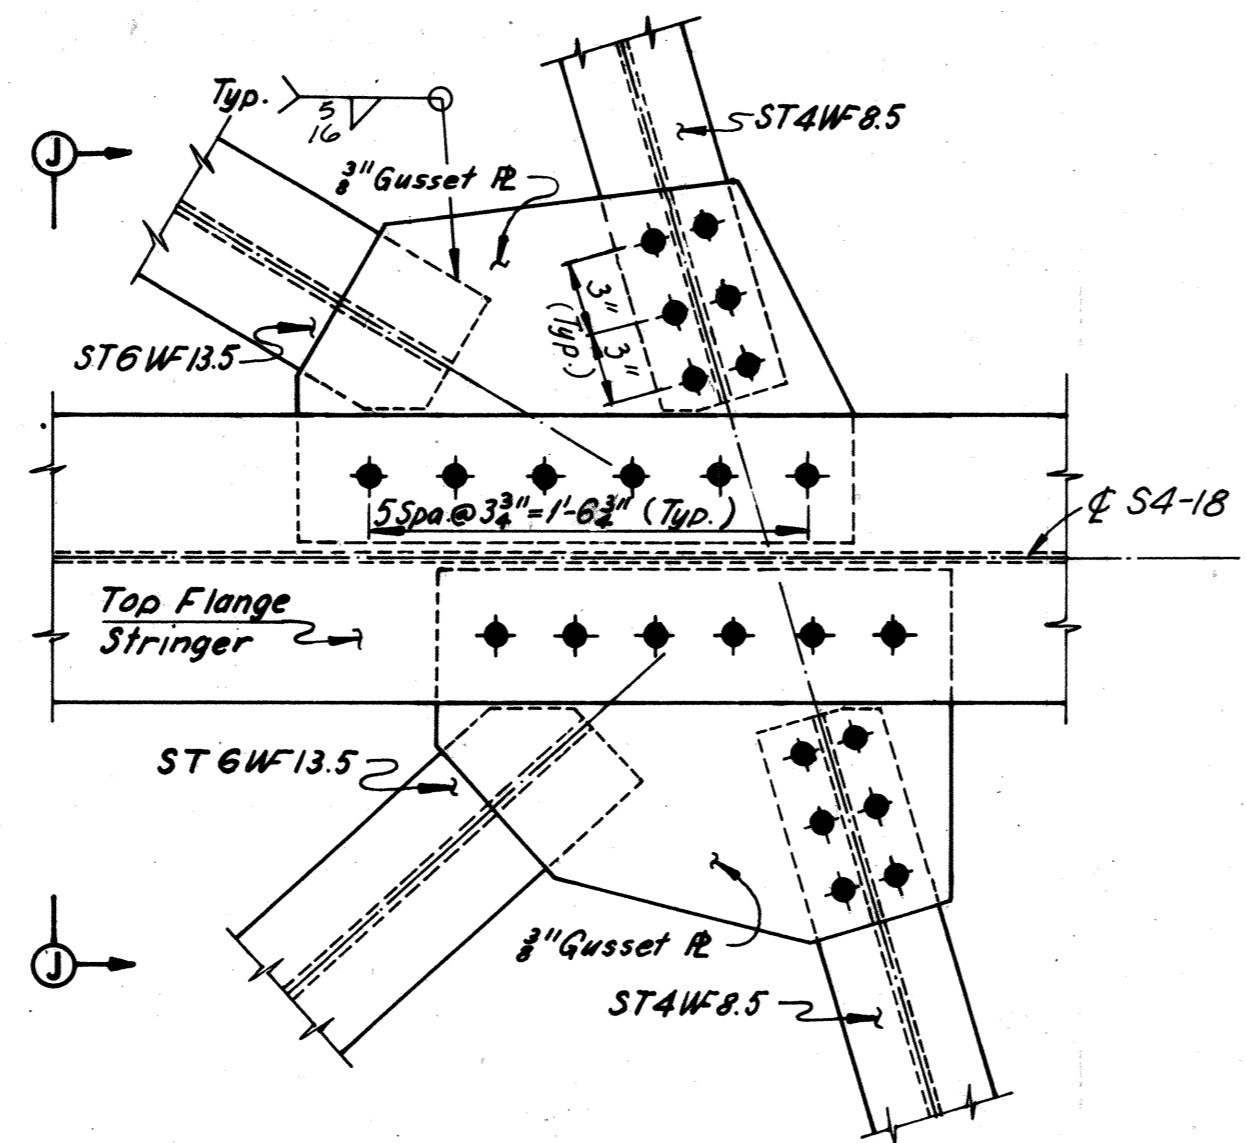 Typ.
5
16
ST4WF8.5
J
3/8" Gusset PL
3"
(Typ.)
3"
ST6WF13.5
5 Spa.@ 3 3/4" = 1'-6 3/4" (Typ.)
℄ S4-18
Top Flange
Stringer
ST6WF13.5
3/8" Gusset PL
J
ST4WF8.5